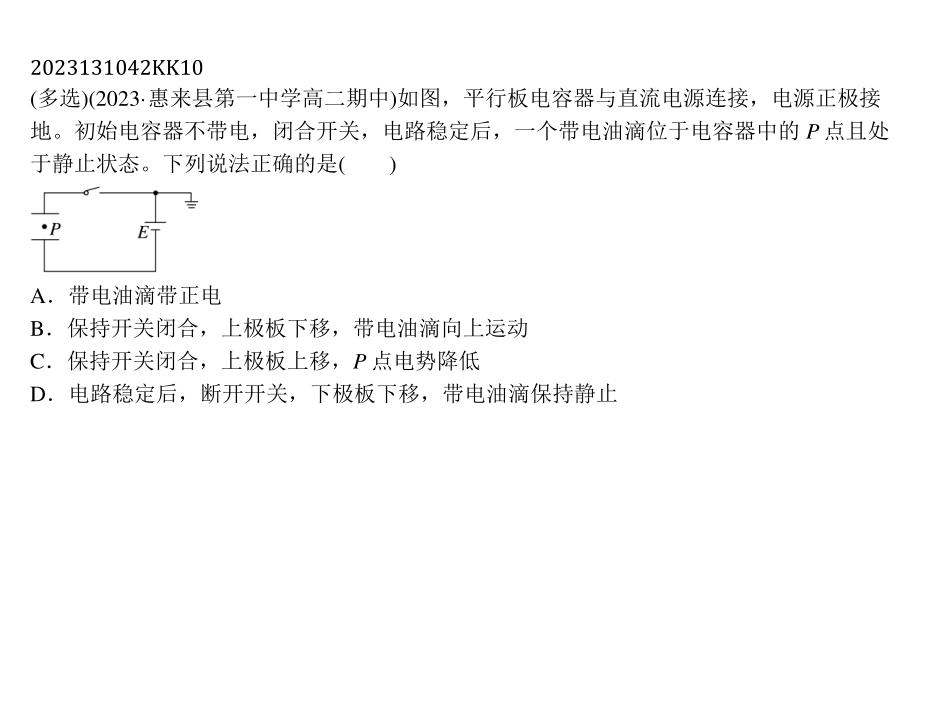 2023131042KK10
(多选)(2023·惠来县第一中学高二期中)如图，平行板电容器与直流电源连接，电源正极接
地。初始电容器不带电，闭合开关，电路稳定后，一个带电油滴位于电容器中的 P 点且处
于静止状态。下列说法正确的是(　　)
P
E
A．带电油滴带正电
B．保持开关闭合，上极板下移，带电油滴向上运动
C．保持开关闭合，上极板上移，P 点电势降低
D．电路稳定后，断开开关，下极板下移，带电油滴保持静止